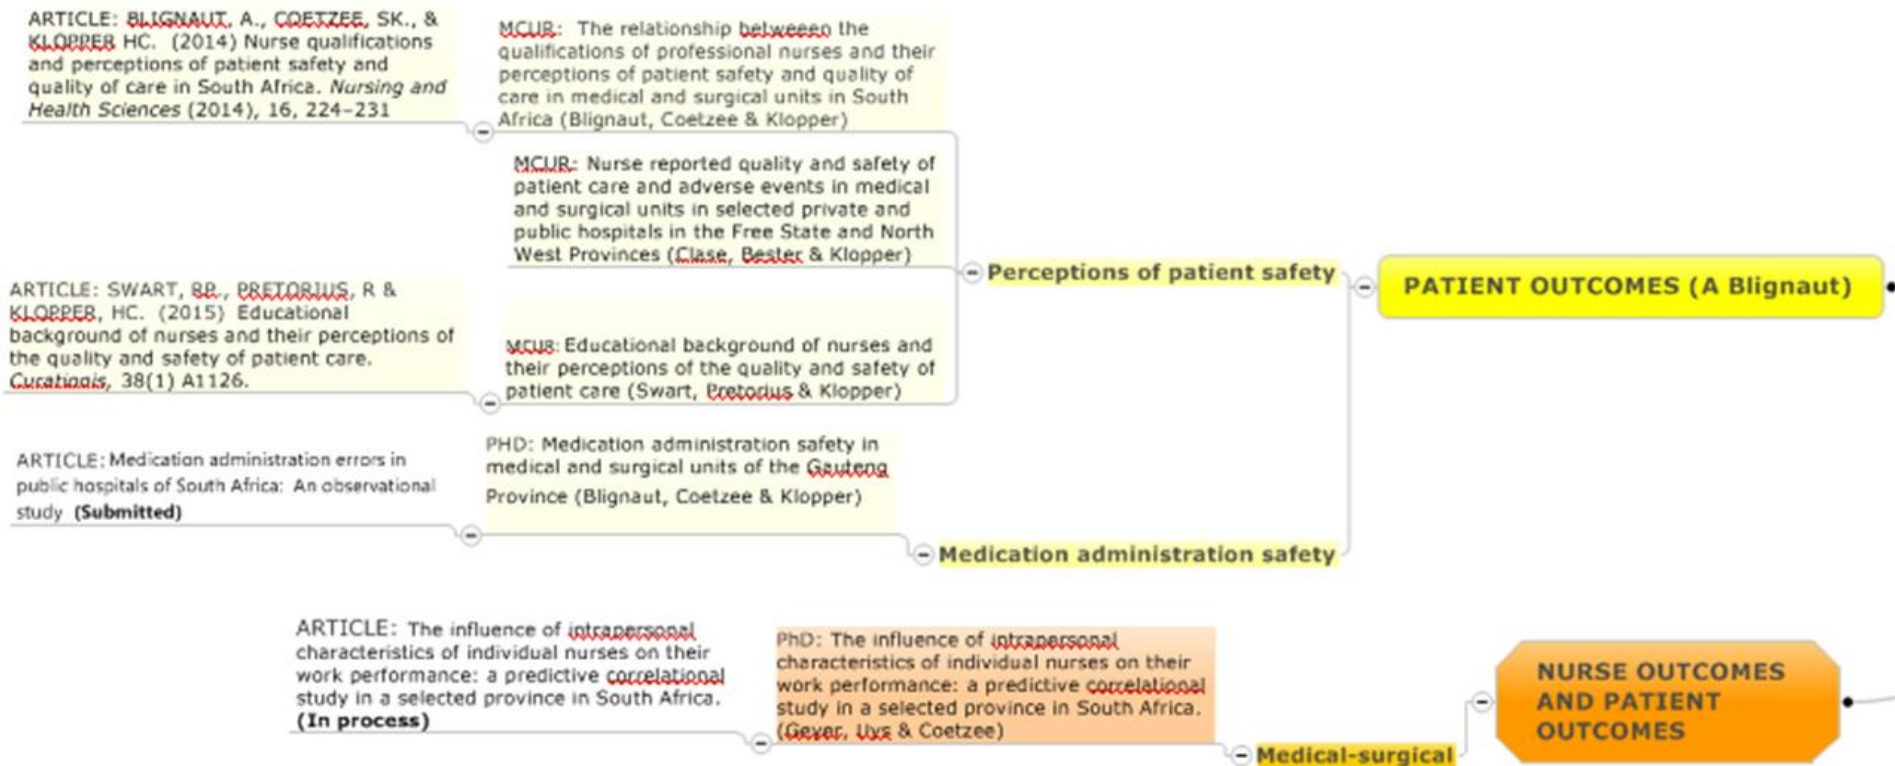 ARTICLE: BLIGNAUT, A., COETZEE, SK., &
KLOPPER HC. (2014) Nurse qualifications
and perceptions of patient safety and
quality of care in South Africa. Nursing and
Health Sciences (2014), 16, 224–231
MCUR: The relationship betweeen the
qualifications of professional nurses and their
perceptions of patient safety and quality of
care in medical and surgical units in South
Africa (Blignaut, Coetzee & Klopper)
MCUR: Nurse reported quality and safety of
patient care and adverse events in medical
and surgical units in selected private and
public hospitals in the Free State and North
West Provinces (Clase, Bester & Klopper)
ARTICLE: SWART, RP., PRETORIUS, R &
KLOPPER, HC. (2015) Educational
background of nurses and their perceptions of
the quality and safety of patient care.
Curationis, 38(1) A1126.
MCUR: Educational background of nurses and
their perceptions of the quality and safety of
patient care (Swart, Pretorius & Klopper)
Perceptions of patient safety
PATIENT OUTCOMES (A Blignaut)
ARTICLE: Medication administration errors in
public hospitals of South Africa: An observational
study (Submitted)
PHD: Medication administration safety in
medical and surgical units of the Gauteng
Province (Blignaut, Coetzee & Klopper)
Medication administration safety
ARTICLE: The influence of intrapersonal
characteristics of individual nurses on their
work performance: a predictive correlational
study in a selected province in South Africa.
(In process)
PhD: The influence of intrapersonal
characteristics of individual nurses on their
work performance: a predictive correlational
study in a selected province in South Africa.
(Geyer, Uys & Coetzee)
Medical-surgical
NURSE OUTCOMES
AND PATIENT
OUTCOMES